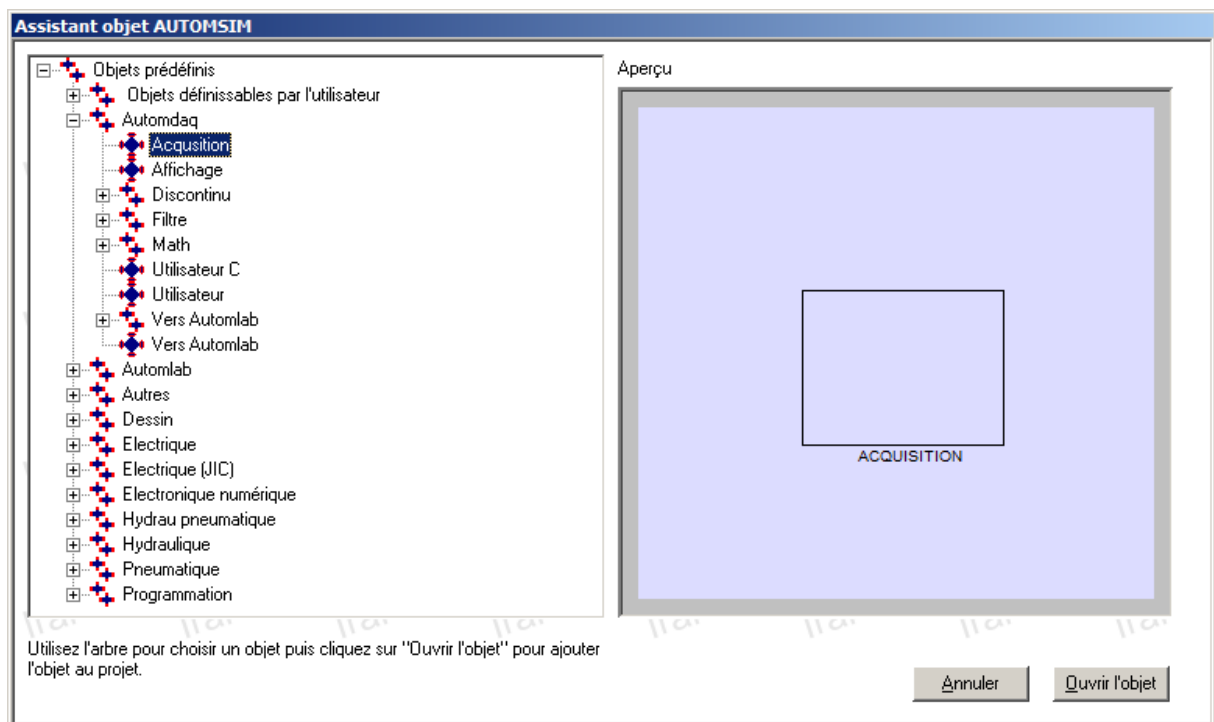 Assistant objet AUTOMSIM
Objets prédéfinis
Objets définissables par l'utilisateur
Automdaq
Acqusition
Affichage
Discontinu
Filtre
Math
Utilisateur C
Utilisateur
Vers Automlab
Vers Automlab
Automlab
Autres
Dessin
Electrique
Electrique (JIC)
Electronique numérique
Hydrau pneumatique
Hydraulique
Pneumatique
Programmation
Aperçu
ACQUISITION
Utilisez l'arbre pour choisir un objet puis cliquez sur "Ouvrir l'objet" pour ajouter
l'objet au projet.
Annuler
Ouvrir l'objet